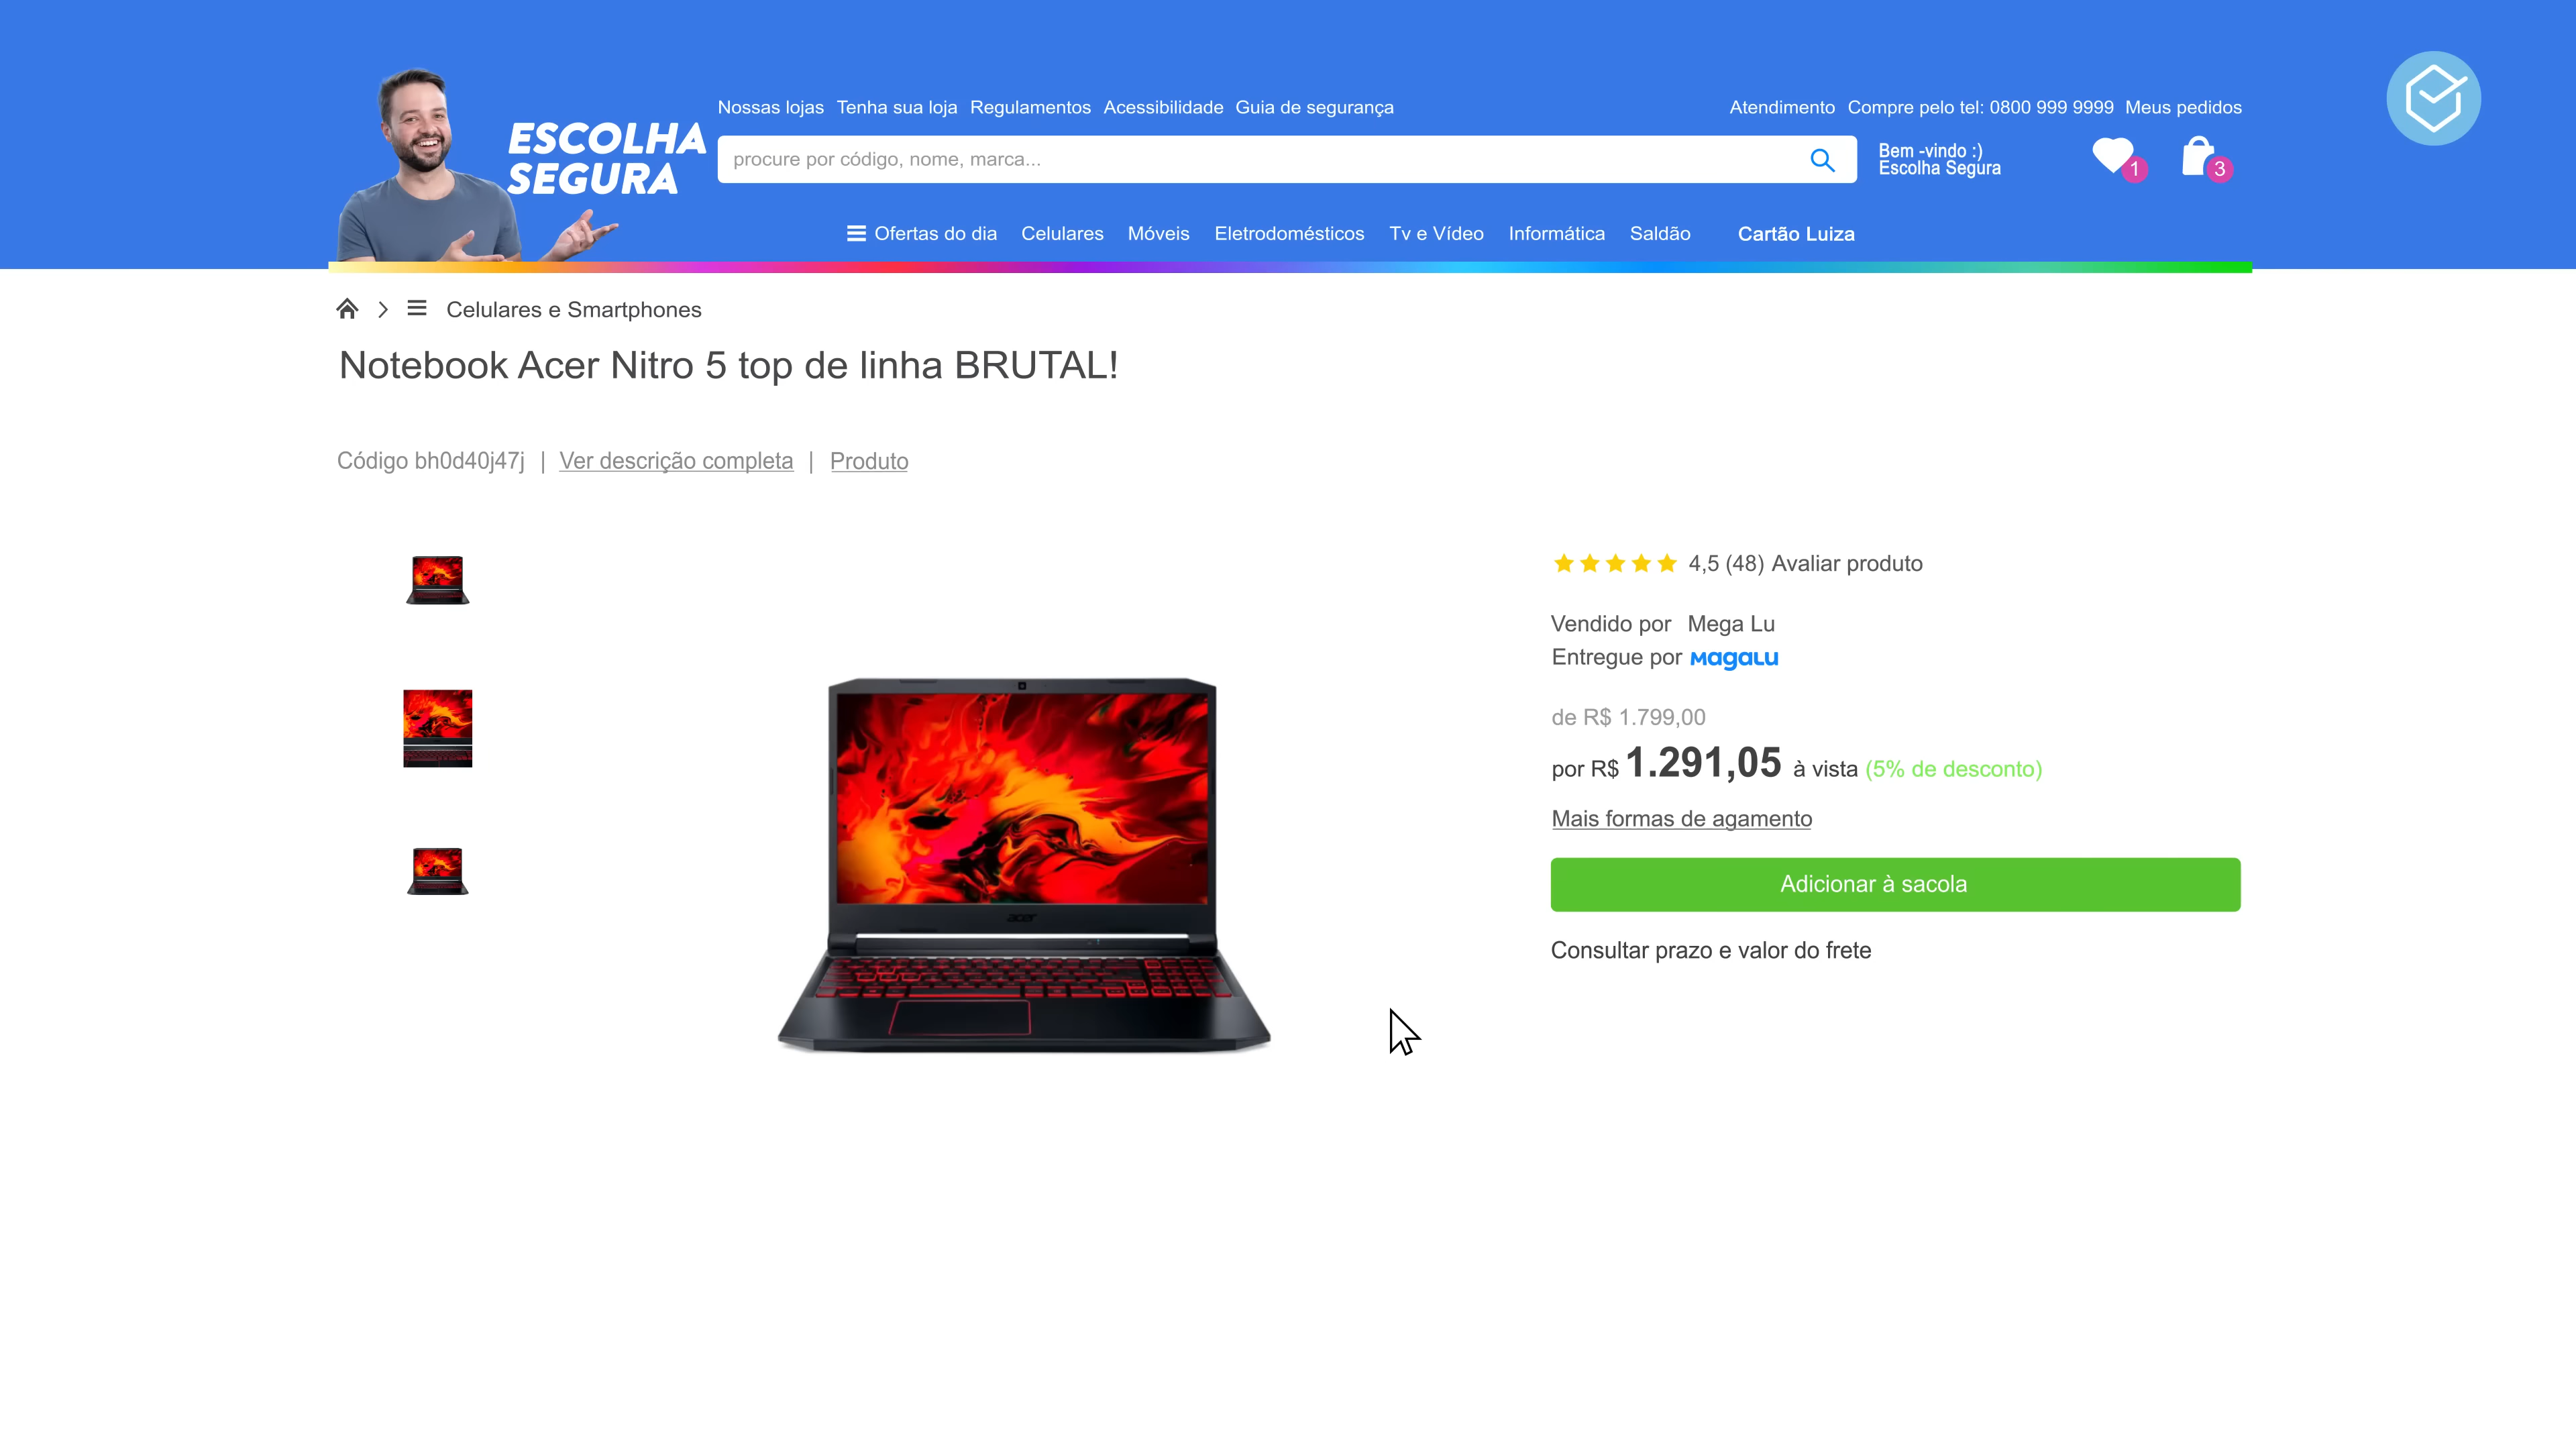 Nossas lojas Tenha sua loja Regulamentos Acessibilidade Guia de segurança
Atendimento Compre pelo tel: 0800 999 9999 Meus pedidos
ESCOLHA
SEGURA
procure por código, nome, marca...
Bem -vindo :)
Escolha Segura
1
3
Ofertas do dia Celulares Móveis Eletrodomésticos Tv e Vídeo Informática Saldão Cartão Luiza
Celulares e Smartphones
Notebook Acer Nitro 5 top de linha BRUTAL!
Código bh0d40j47j | Ver descrição completa | Produto
4,5 (48) Avaliar produto
Vendido por Mega Lu
Entregue por Magalu
de R$ 1.799,00
por R$ 1.291,05 à vista (5% de desconto)
Mais formas de agamento
Adicionar à sacola
Consultar prazo e valor do frete
acer